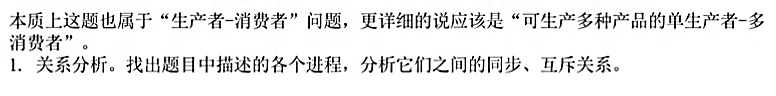 本质上这题也属于“生产者-消费者”问题，更详细的说应该是“可生产多种产品的单生产者-多
消费者”。
1. 关系分析。找出题目中描述的各个进程，分析它们之间的同步、互斥关系。